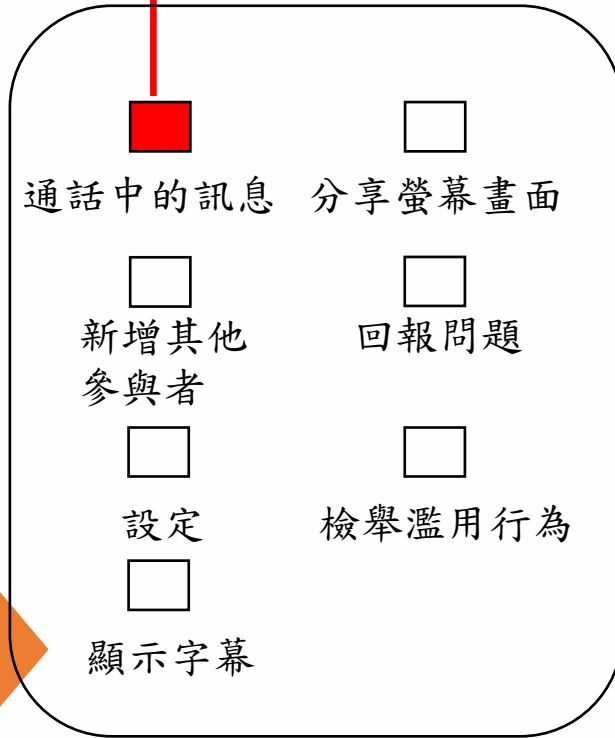 通話中的訊息
分享螢幕畫面
新增其他
參與者
回報問題
設定
檢舉濫用行為
顯示字幕